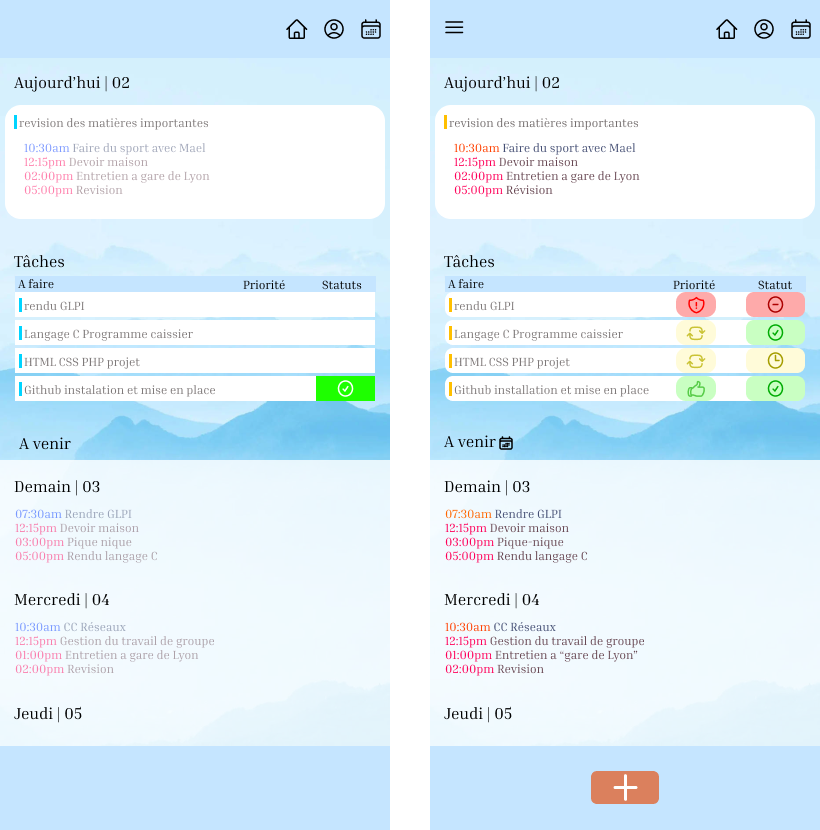 Aujourd'hui | 02
revision des matières importantes
10:30am Faire du sport avec Mael
12:15pm Devoir maison
02:00pm Entretien a gare de Lyon
05:00pm Revision
Tâches
A faire Priorité Statuts
rendu GLPI
Langage C Programme caissier
HTML CSS PHP projet
Github instalation et mise en place
A venir
Demain | 03
07:30am Rendre GLPI
12:15pm Devoir maison
03:00pm Pique nique
05:00pm Rendu langage C
Mercredi | 04
10:30am CC Réseaux
12:15pm Gestion du travail de groupe
01:00pm Entretien a gare de Lyon
02:00pm Revision
Jeudi | 05
Aujourd'hui | 02
revision des matières importantes
10:30am Faire du sport avec Mael
12:15pm Devoir maison
02:00pm Entretien a gare de Lyon
05:00pm Révision
Tâches
A faire Priorité Statut
rendu GLPI
Langage C Programme caissier
HTML CSS PHP projet
Github installation et mise en place
A venir
Demain | 03
07:30am Rendre GLPI
12:15pm Devoir maison
03:00pm Pique-nique
05:00pm Rendu langage C
Mercredi | 04
10:30am CC Réseaux
12:15pm Gestion du travail de groupe
01:00pm Entretien a “gare de Lyon”
02:00pm Revision
Jeudi | 05